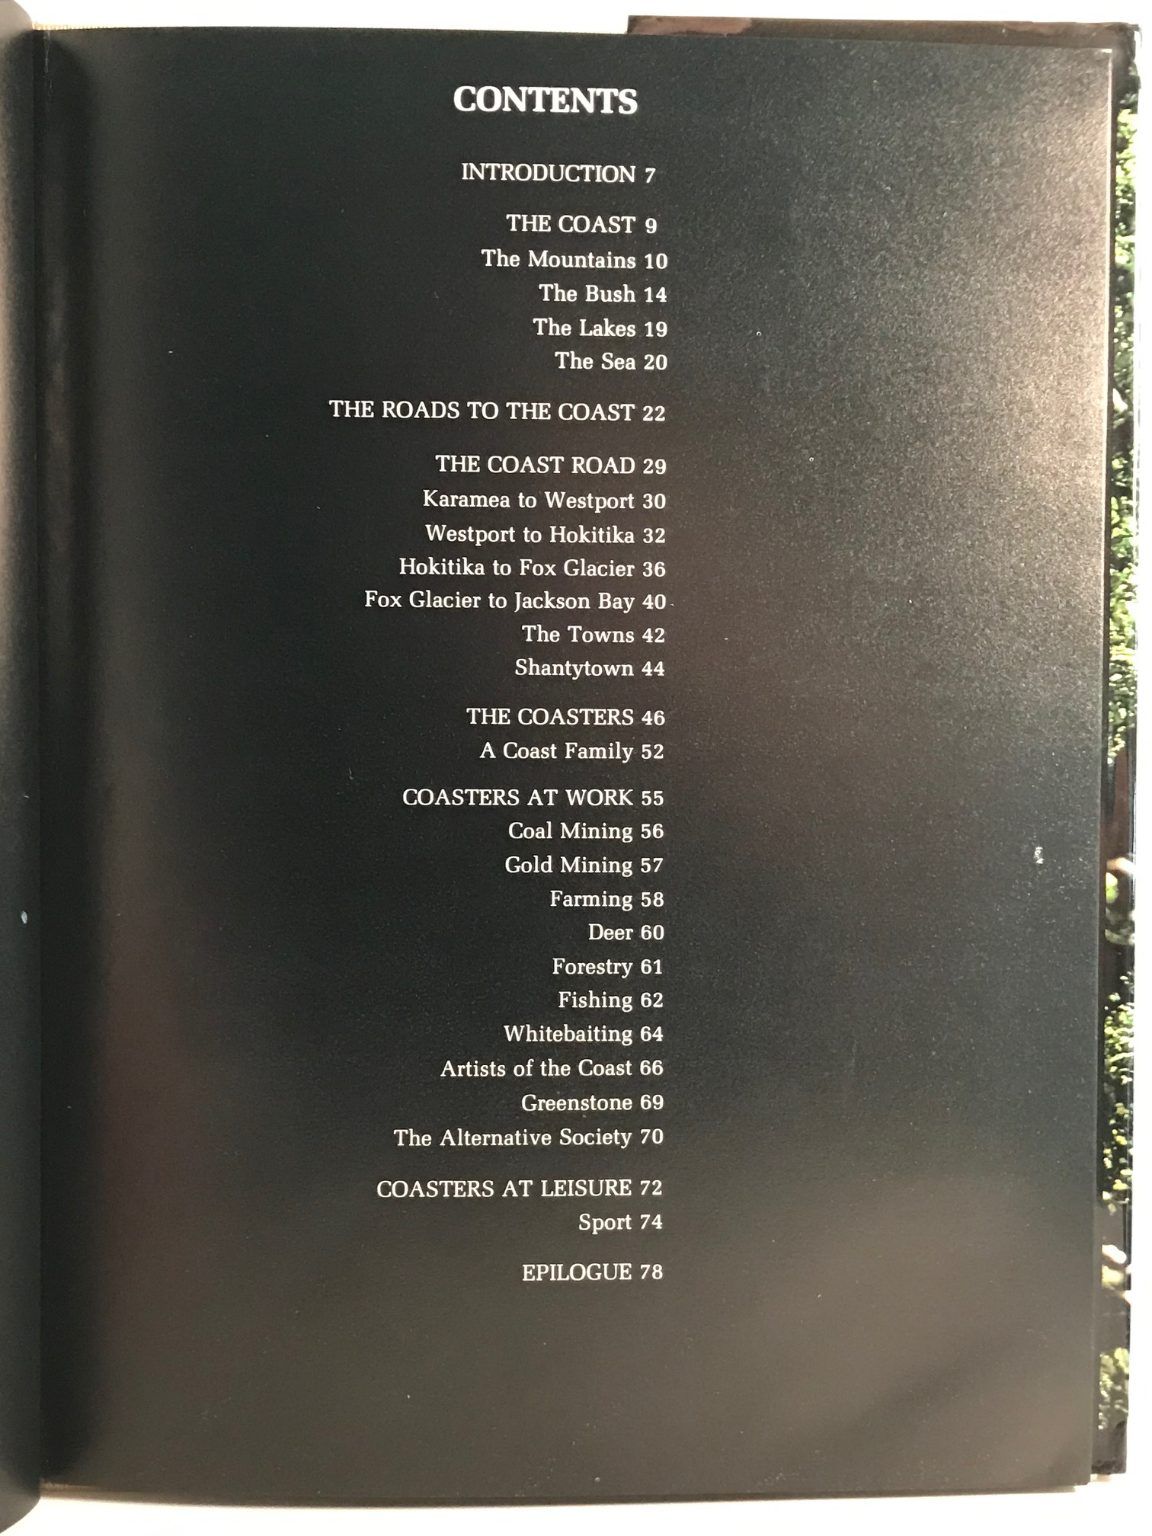 CONTENTS
INTRODUCTION 7
THE COAST 9
The Mountains 10
The Bush 14
The Lakes 19
The Sea 20
THE ROADS TO THE COAST 22
THE COAST ROAD 29
Karamea to Westport 30
Westport to Hokitika 32
Hokitika to Fox Glacier 36
Fox Glacier to Jackson Bay 40
The Towns 42
Shantytown 44
THE COASTERS 46
A Coast Family 52
COASTERS AT WORK 55
Coal Mining 56
Gold Mining 57
Farming 58
Deer 60
Forestry 61
Fishing 62
Whitebaiting 64
Artists of the Coast 66
Greenstone 69
The Alternative Society 70
COASTERS AT LEISURE 72
Sport 74
EPILOGUE 78